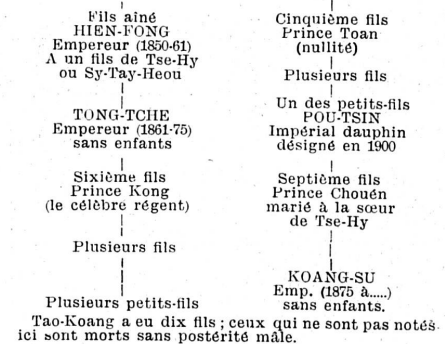 Fils aîné
HIEN-FONG
Empereur (1850-61)
A un fils de Tse-Hy
ou Sy-Tay-Heou
TONG-TCHE
Empereur (1861-75)
sans enfants
Sixième fils
Prince Kong
(le célèbre régent)
Plusieurs fils
Plusieurs petits-fils
Cinquième fils
Prince Toan
(nullité)
Plusieurs fils
Un des petits-fils
POU-TSIN
Impérial dauphin
désigné en 1900
Septième fils
Prince Chouén
marié à la sœur
de Tse-Hy
KOANG-SU
Emp. (1875 à.....)
sans enfants.
Tao-Koang a eu dix fils ; ceux qui ne sont pas notés
ici sont morts sans postérité mâle.